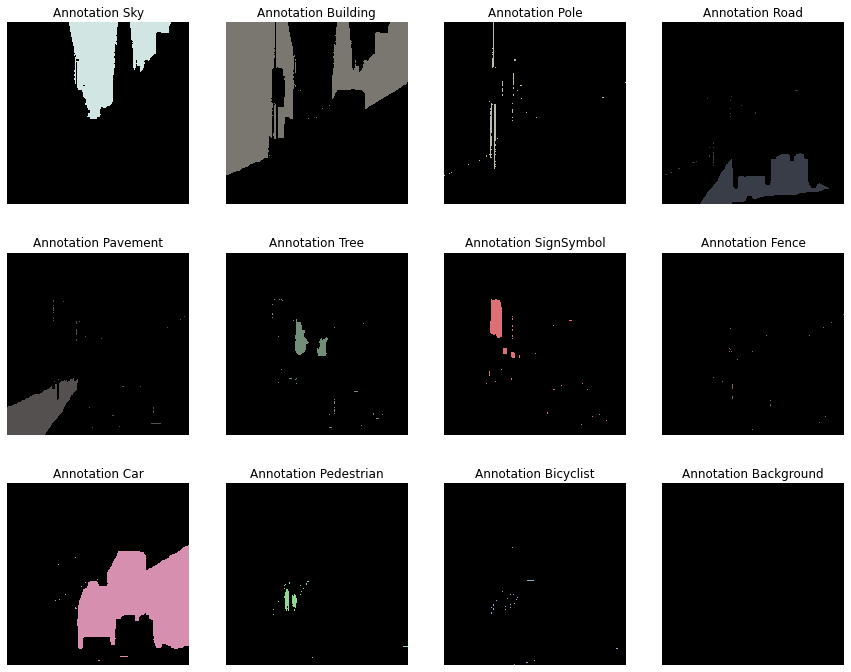 Annotation Sky
Annotation Building
Annotation Pole
Annotation Road
Annotation Pavement
Annotation Tree
Annotation SignSymbol
Annotation Fence
Annotation Car
Annotation Pedestrian
Annotation Bicyclist
Annotation Background